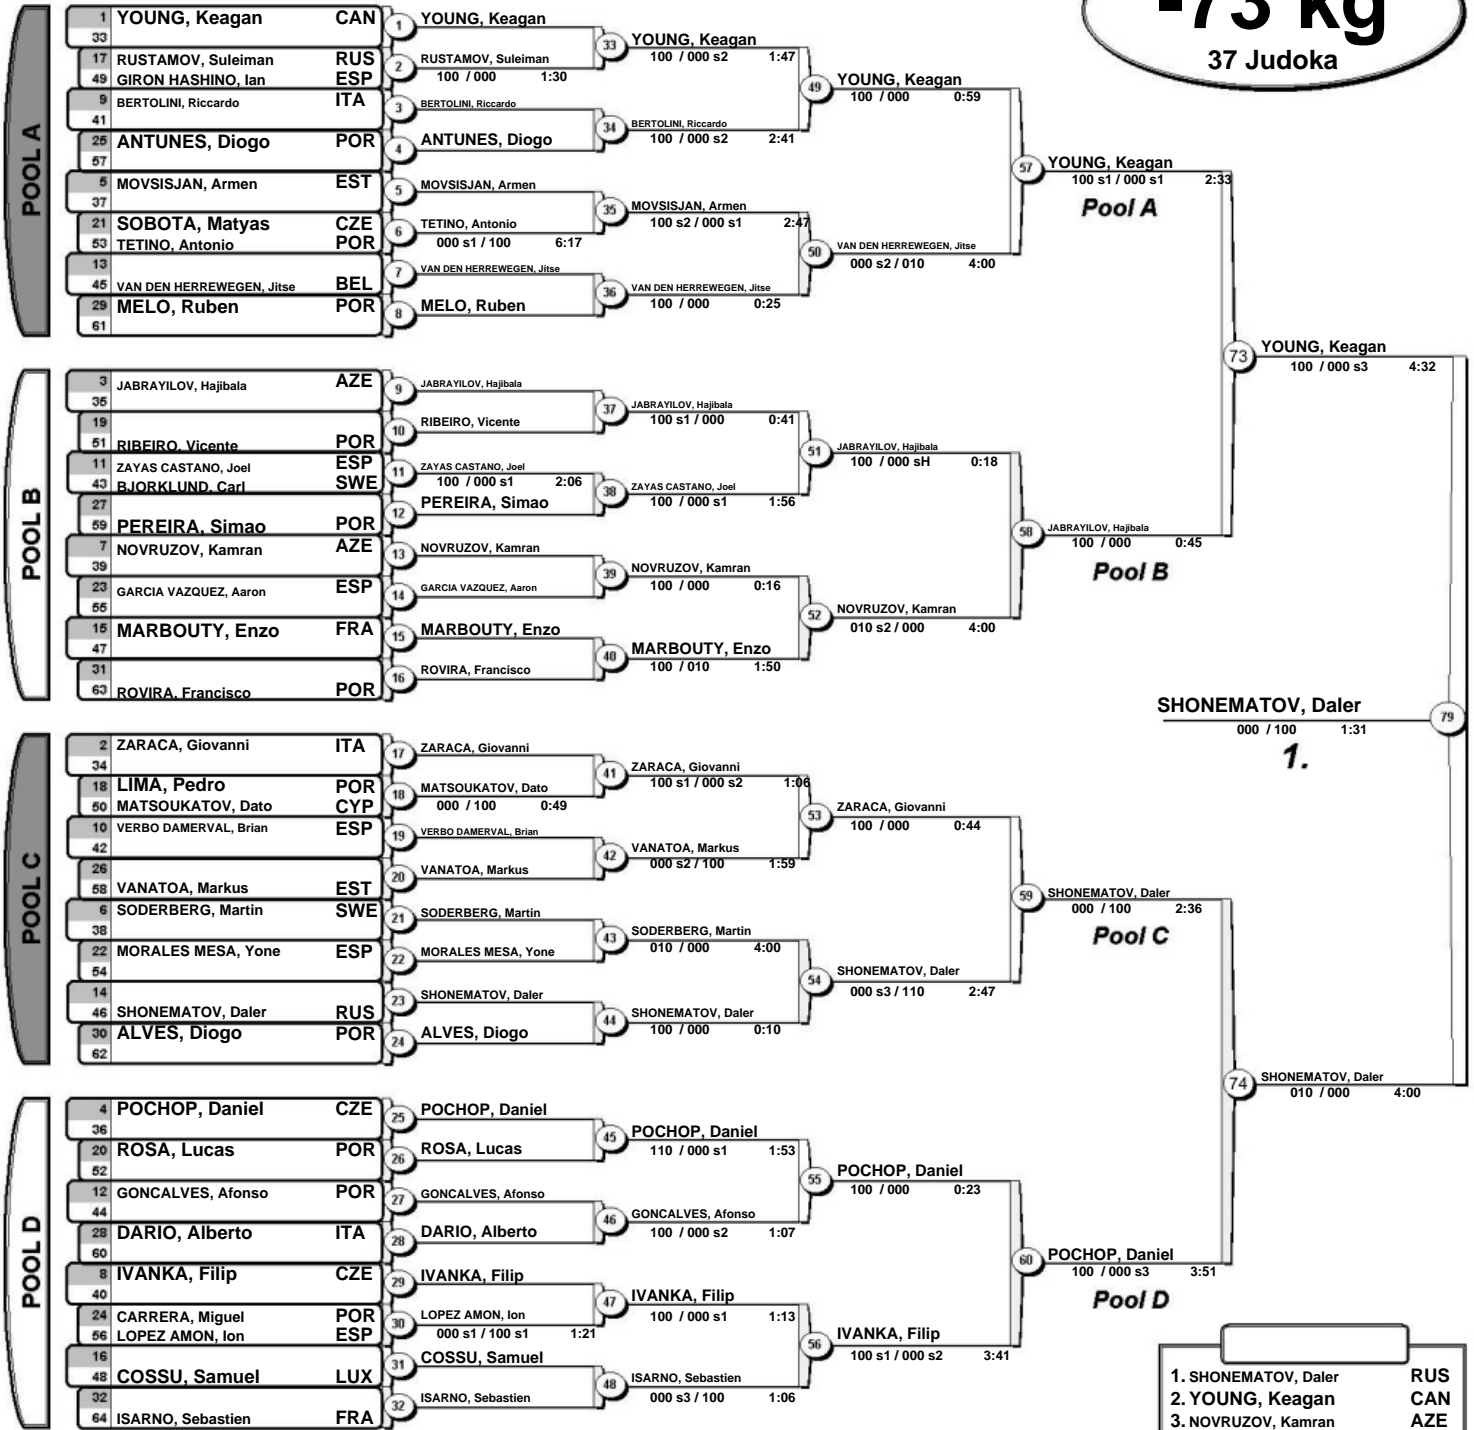 -73 kg
37 Judoka
POOL A
1 YOUNG, Keagan CAN
33
17 RUSTAMOV, Suleiman RUS
49 GIRON HASHINO, Ian ESP
9 BERTOLINI, Riccardo ITA
41
25 ANTUNES, Diogo POR
57
5 MOVSISJAN, Armen EST
37
21 SOBOTA, Matyas CZE
53 TETINO, Antonio POR
13
45 VAN DEN HERREWEGEN, Jitse BEL
29 MELO, Ruben POR
61
1 YOUNG, Keagan
2 RUSTAMOV, Suleiman
100 / 000 1:30
3 BERTOLINI, Riccardo
4 ANTUNES, Diogo
5 MOVSISJAN, Armen
6 TETINO, Antonio
000 s1 / 100 6:17
7 VAN DEN HERREWEGEN, Jitse
8 MELO, Ruben
33 YOUNG, Keagan
100 / 000 s2 1:47
34 BERTOLINI, Riccardo
100 / 000 s2 2:41
35 MOVSISJAN, Armen
100 s2 / 000 s1 2:47
36 VAN DEN HERREWEGEN, Jitse
100 / 000 0:25
49 YOUNG, Keagan
100 / 000 0:59
50 VAN DEN HERREWEGEN, Jitse
000 s2 / 010 4:00
57 YOUNG, Keagan
100 s1 / 000 s1 2:33
Pool A
POOL B
3 JABRAYILOV, Hajibala AZE
35
19
51 RIBEIRO, Vicente POR
11 ZAYAS CASTANO, Joel ESP
43 BJORKLUND, Carl SWE
27
59 PEREIRA, Simao POR
7 NOVRUZOV, Kamran AZE
39
23 GARCIA VAZQUEZ, Aaron ESP
55
15 MARBOUTY, Enzo FRA
47
31
63 ROVIRA, Francisco POR
9 JABRAYILOV, Hajibala
10 RIBEIRO, Vicente
11 ZAYAS CASTANO, Joel
100 / 000 s1 2:06
12 PEREIRA, Simao
13 NOVRUZOV, Kamran
14 GARCIA VAZQUEZ, Aaron
15 MARBOUTY, Enzo
16 ROVIRA, Francisco
37 JABRAYILOV, Hajibala
100 s1 / 000 0:41
38 ZAYAS CASTANO, Joel
100 / 000 s1 1:56
39 NOVRUZOV, Kamran
100 / 000 0:16
40 MARBOUTY, Enzo
100 / 010 1:50
51 JABRAYILOV, Hajibala
100 / 000 sH 0:18
52 NOVRUZOV, Kamran
010 s2 / 000 4:00
58 JABRAYILOV, Hajibala
100 / 000 0:45
Pool B
73 YOUNG, Keagan
100 / 000 s3 4:32
SHONEMATOV, Daler 79
000 / 100 1:31
1.
POOL C
2 ZARACA, Giovanni ITA
34
18 LIMA, Pedro POR
50 MATSOUKATOV, Dato CYP
10 VERBO DAMERVAL, Brian ESP
42
26
58 VANATOA, Markus EST
6 SODERBERG, Martin SWE
38
22 MORALES MESA, Yone ESP
54
14
46 SHONEMATOV, Daler RUS
30 ALVES, Diogo POR
62
17 ZARACA, Giovanni
18 MATSOUKATOV, Dato
000 / 100 0:49
19 VERBO DAMERVAL, Brian
20 VANATOA, Markus
21 SODERBERG, Martin
22 MORALES MESA, Yone
23 SHONEMATOV, Daler
24 ALVES, Diogo
41 ZARACA, Giovanni
100 s1 / 000 s2 1:06
42 VANATOA, Markus
000 s2 / 100 1:59
43 SODERBERG, Martin
010 / 000 4:00
44 SHONEMATOV, Daler
100 / 000 0:10
53 ZARACA, Giovanni
100 / 000 0:44
54 SHONEMATOV, Daler
000 s3 / 110 2:47
59 SHONEMATOV, Daler
000 / 100 2:36
Pool C
POOL D
4 POCHOP, Daniel CZE
36
20 ROSA, Lucas POR
52
12 GONCALVES, Afonso POR
44
28 DARIO, Alberto ITA
60
8 IVANKA, Filip CZE
40
24 CARRERA, Miguel POR
56 LOPEZ AMON, Ion ESP
16
48 COSSU, Samuel LUX
32
64 ISARNO, Sebastien FRA
25 POCHOP, Daniel
26 ROSA, Lucas
27 GONCALVES, Afonso
28 DARIO, Alberto
29 IVANKA, Filip
30 LOPEZ AMON, Ion
000 s1 / 100 s1 1:21
31 COSSU, Samuel
32 ISARNO, Sebastien
45 POCHOP, Daniel
110 / 000 s1 1:53
46 GONCALVES, Afonso
100 / 000 s2 1:07
47 IVANKA, Filip
100 / 000 s1 1:13
48 ISARNO, Sebastien
000 s3 / 100 1:06
55 POCHOP, Daniel
100 / 000 0:23
56 IVANKA, Filip
100 s1 / 000 s2 3:41
60 POCHOP, Daniel
100 / 000 s3 3:51
Pool D
74 SHONEMATOV, Daler
010 / 000 4:00
1. SHONEMATOV, Daler RUS
2. YOUNG, Keagan CAN
3. NOVRUZOV, Kamran AZE